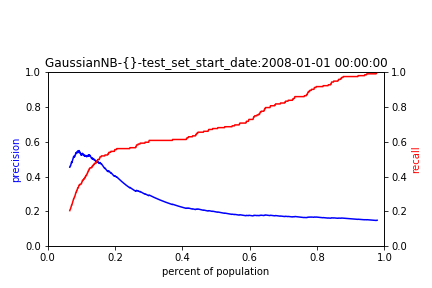 GaussianNB-{}-test_set_start_date:2008-01-01 00:00:00
1.0
0.8
0.6
0.4
0.2
0.0
precision
1.0
0.8
0.6
0.4
0.2
0.0
recall
0.0 0.2 0.4 0.6 0.8 1.0
percent of population